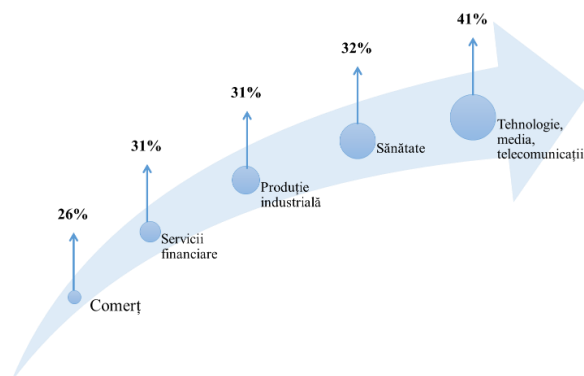 41%
32%
31%
31%
26%
Tehnologie,
media,
telecomunicații
Sănătate
Producție
industrială
Servicii
financiare
Comerț